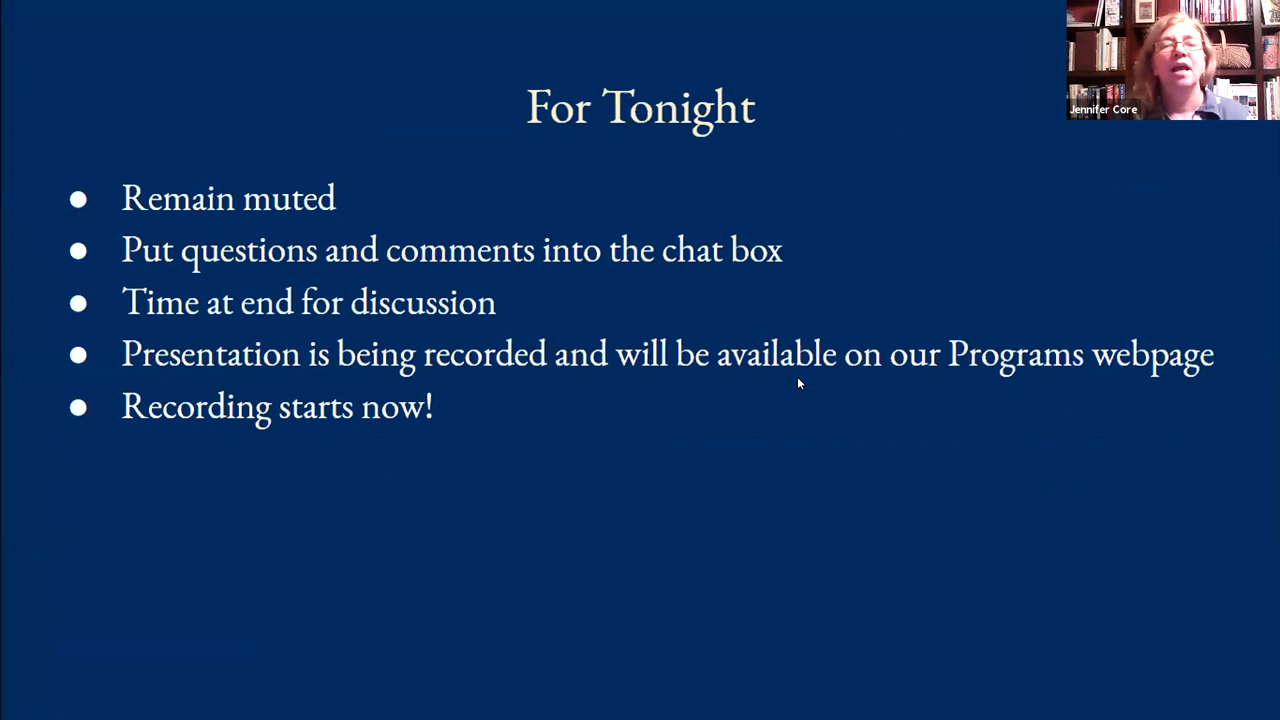 For Tonight
Jennifer Core
● Remain muted
● Put questions and comments into the chat box
● Time at end for discussion
● Presentation is being recorded and will be available on our Programs webpage
● Recording starts now!